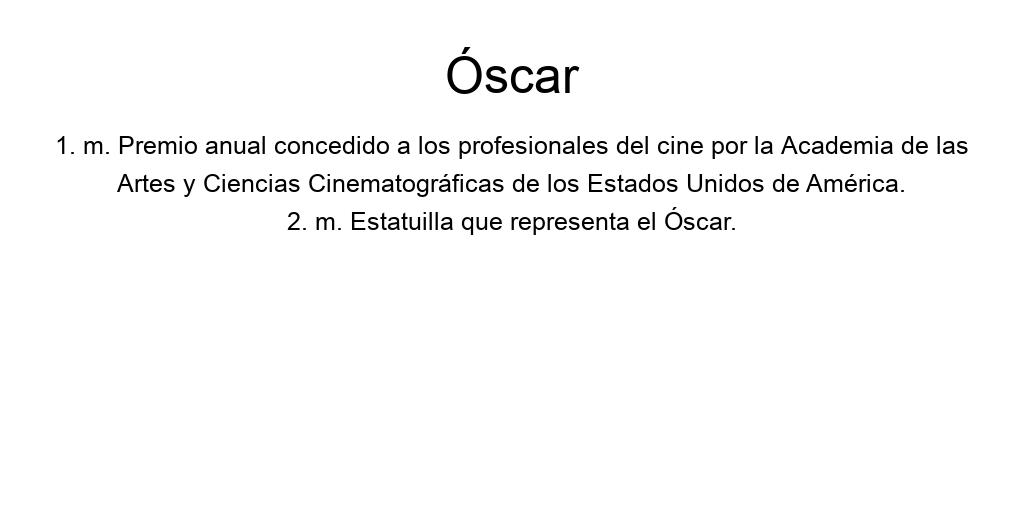 Óscar
1. m. Premio anual concedido a los profesionales del cine por la Academia de las
Artes y Ciencias Cinematográficas de los Estados Unidos de América.
2. m. Estatuilla que representa el Óscar.